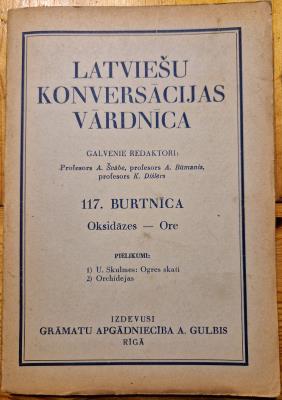 LATVIEŠU
KONVERSĀCIJAS
VĀRDNĪCA
GALVENIE REDAKTORI:
Profesors A. Švābe, profesors A. Būmanis,
profesors K. Dišlers
117. BURTNĪCA
Oksidāzes — Ore
PIELIKUMI:
1) U. Skulmes: Ogres skati
2) Orchidejas
IZDEVUSI
GRĀMATU APGĀDNIECĪBA A. GULBIS
RĪGĀ